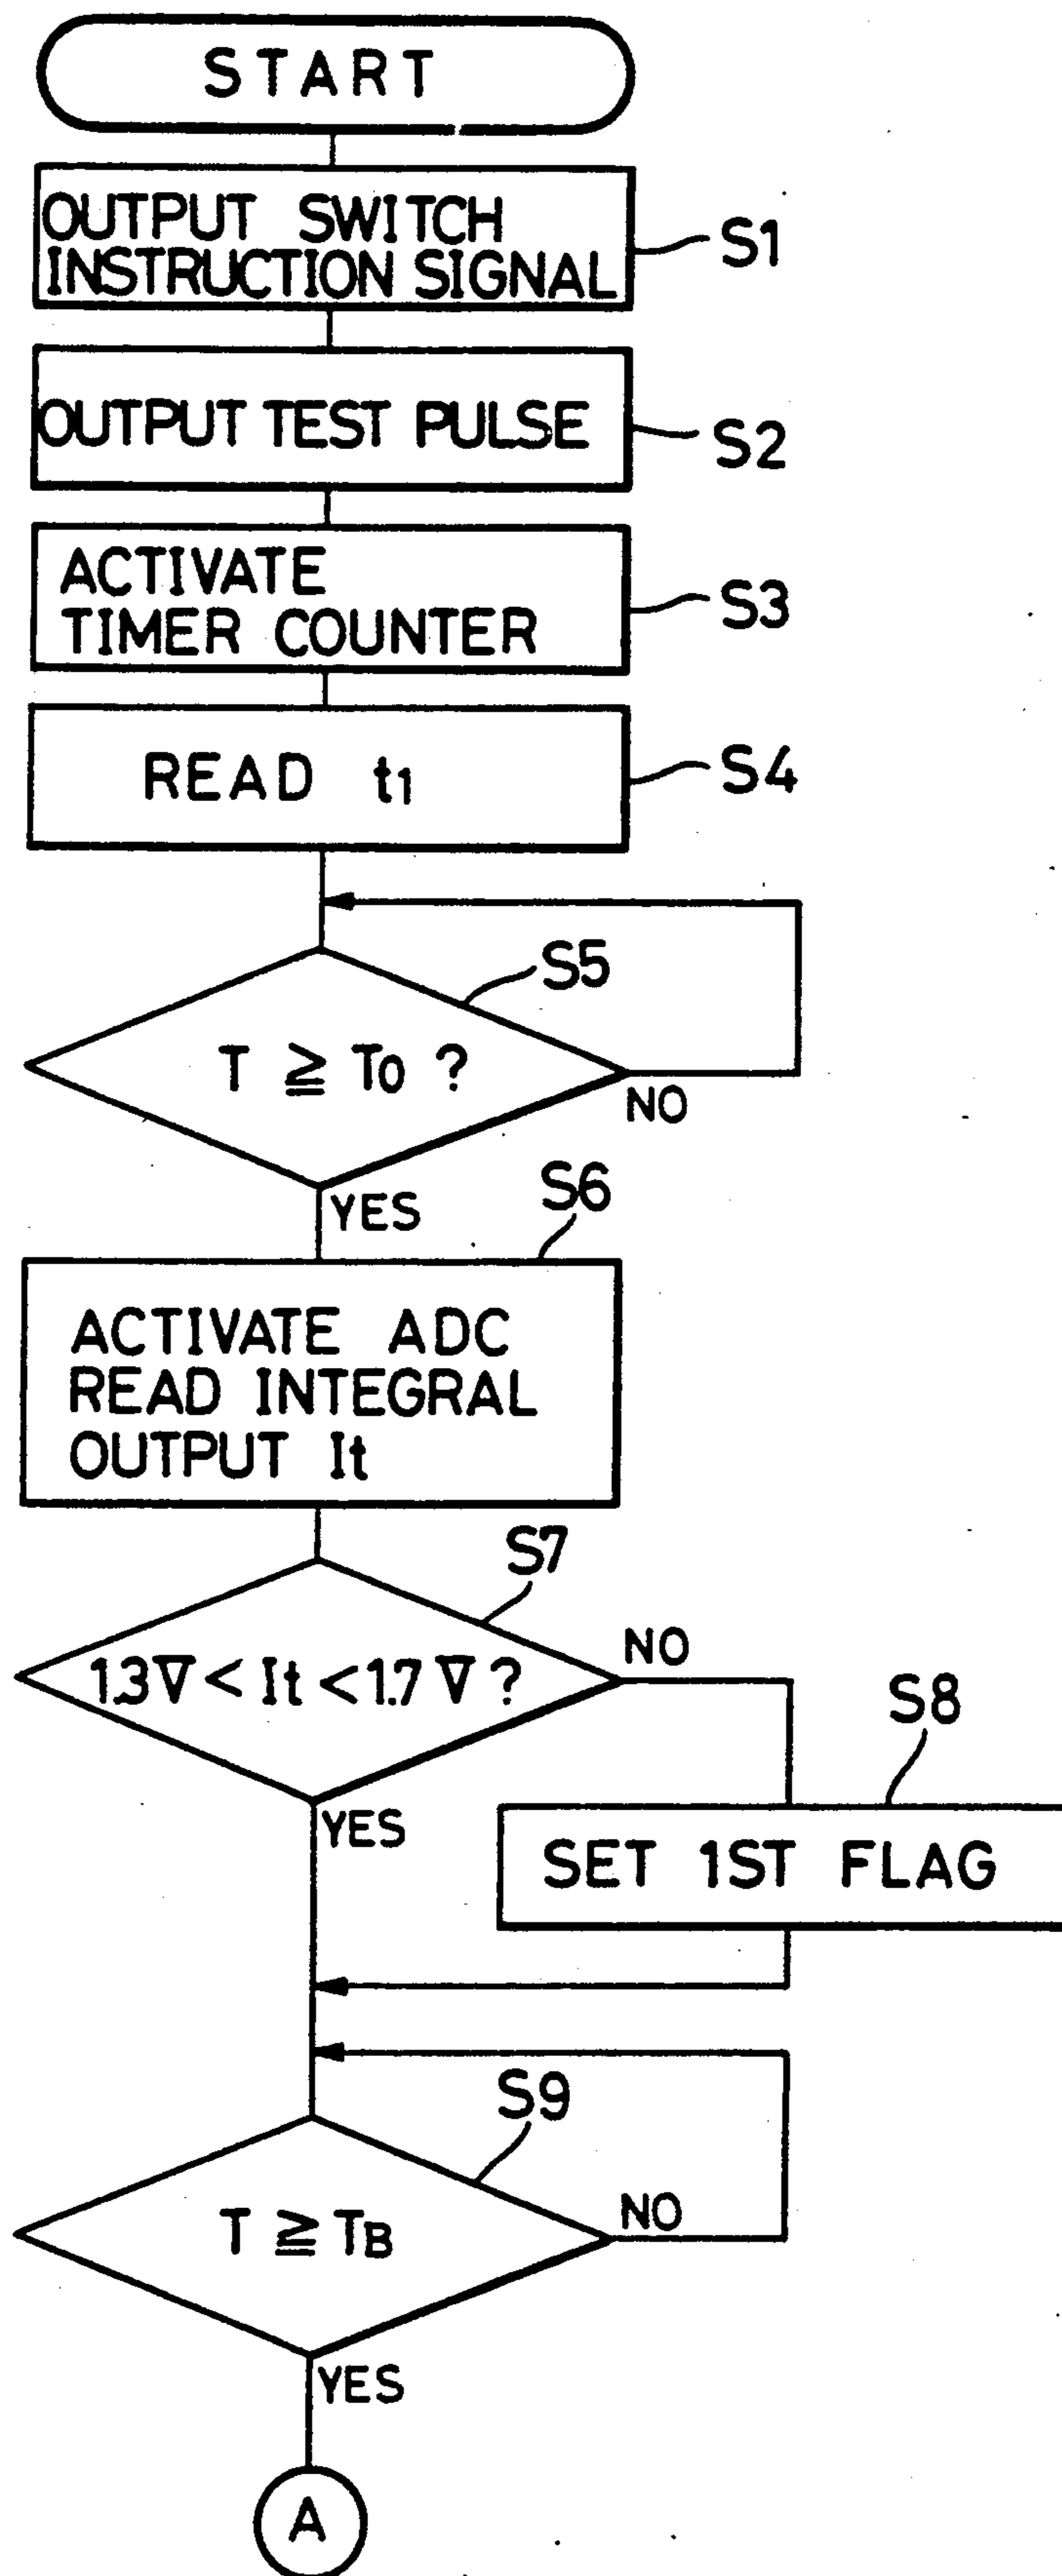 START
OUTPUT SWITCH
INSTRUCTION SIGNAL
S1
OUTPUT TEST PULSE
S2
ACTIVATE
TIMER COUNTER
S3
READ t1
S4
S5
T ≧ T0 ?
NO
YES
S6
ACTIVATE ADC
READ INTEGRAL
OUTPUT It
S7
1.3V < It < 1.7V ?
NO
S8
YES
SET 1ST FLAG
S9
T ≧ TB
NO
YES
A